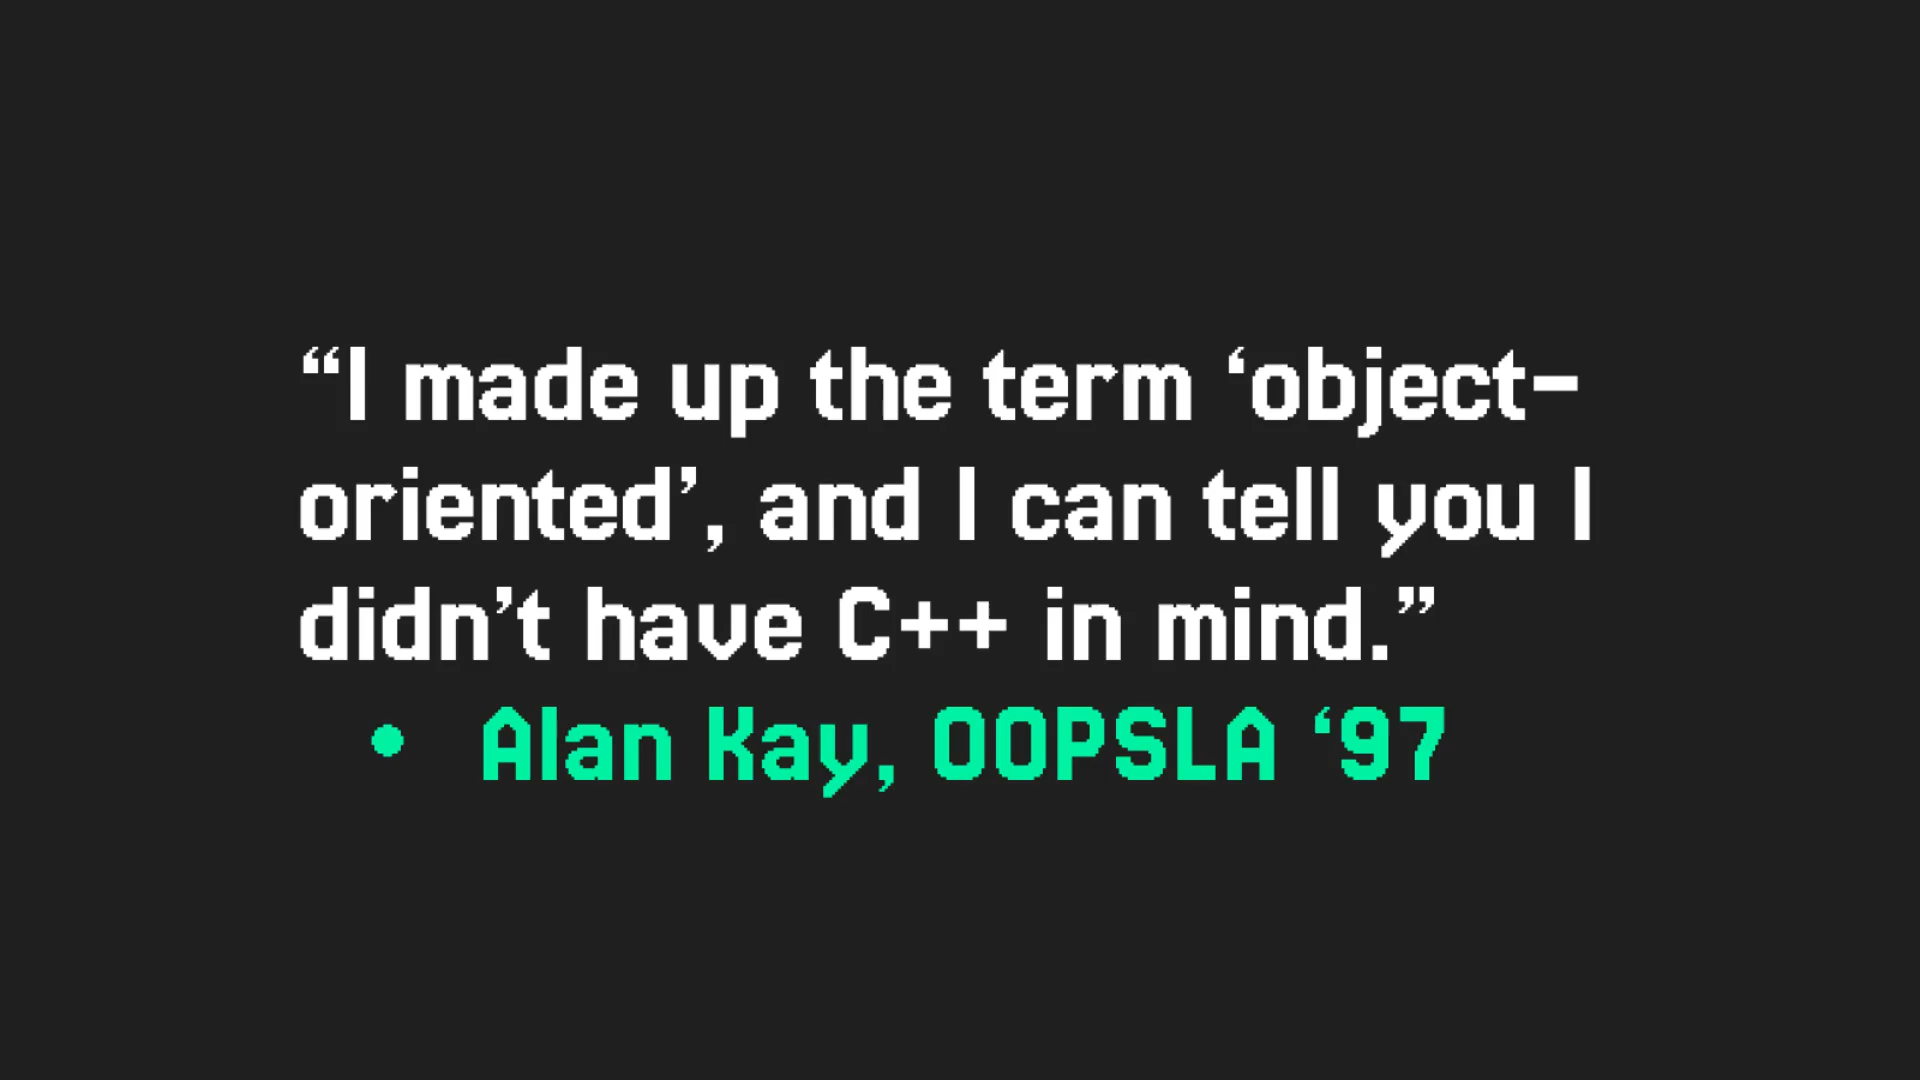 “I made up the term ‘object-
oriented’, and I can tell you I
didn’t have C++ in mind.”
• Alan Kay, OOPSLA ‘97